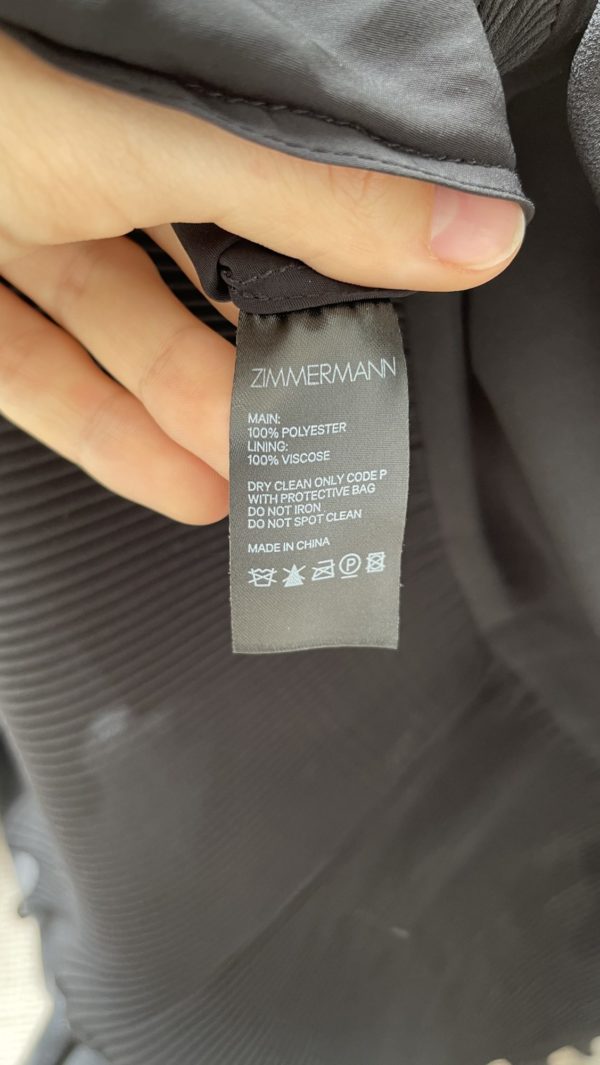 ZIMMERMANN
MAIN:
100% POLYESTER
LINING:
100% VISCOSE
DRY CLEAN ONLY CODE P
WITH PROTECTIVE BAG
DO NOT IRON
DO NOT SPOT CLEAN
MADE IN CHINA
P